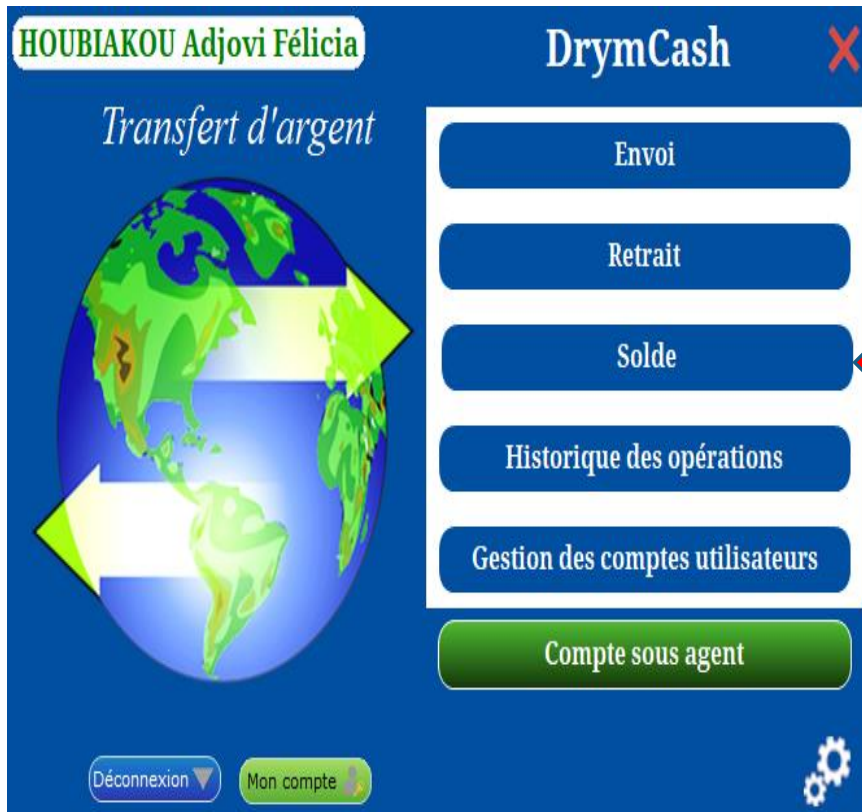 HOUBIAKOU Adjovi Félicia
DrymCash
Transfert d'argent
Envoi
Retrait
Solde
Historique des opérations
Gestion des comptes utilisateurs
Compte sous agent
Déconnexion
Mon compte